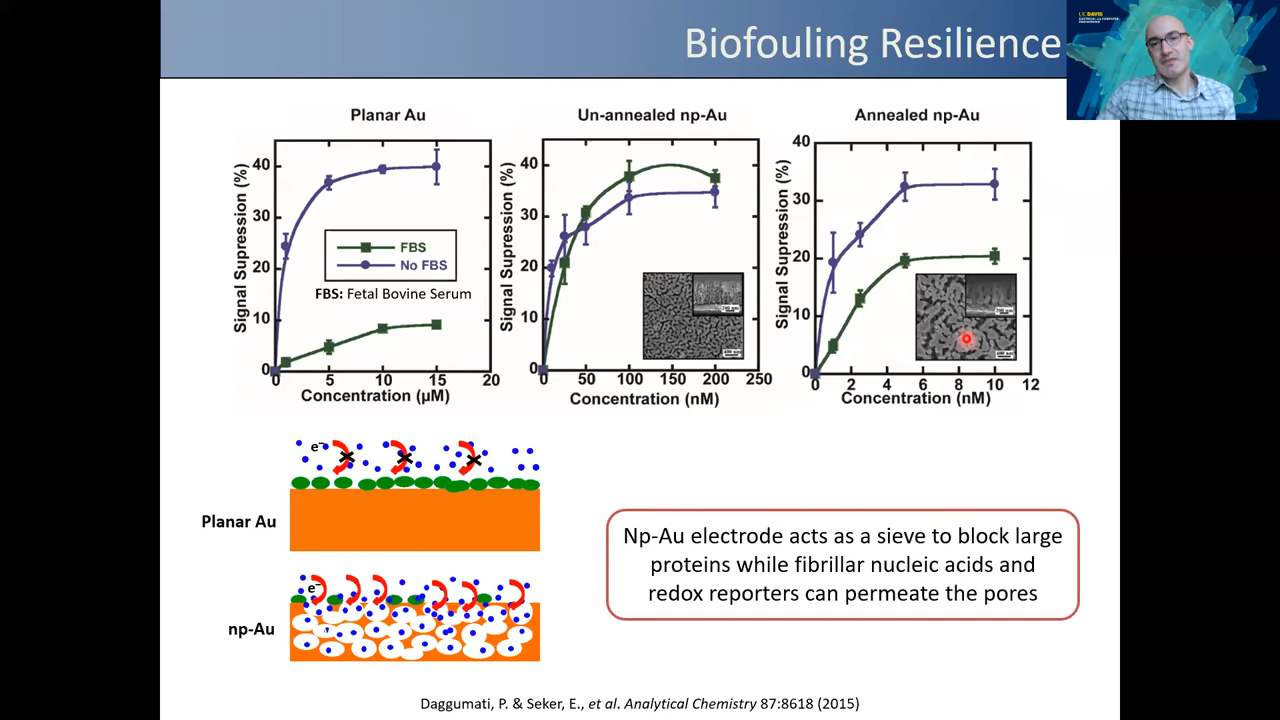 Biofouling Resilience
UC DAVIS
ELECTRICAL AND COMPUTER
ENGINEERING
Planar Au
Signal Supression (%)
40
30
20
10
0
0 5 10 15 20
Concentration (µM)
FBS
No FBS
FBS: Fetal Bovine Serum
Un-annealed np-Au
Signal Supression (%)
40
30
20
10
0
0 50 100 150 200 250
Concentration (nM)
Annealed np-Au
Signal Supression (%)
40
30
20
10
0
0 2 4 6 8 10 12
Concentration (nM)
e⁻
Planar Au
e⁻
np-Au
Np-Au electrode acts as a sieve to block large
proteins while fibrillar nucleic acids and
redox reporters can permeate the pores
Daggumati, P. & Seker, E., et al. Analytical Chemistry 87:8618 (2015)